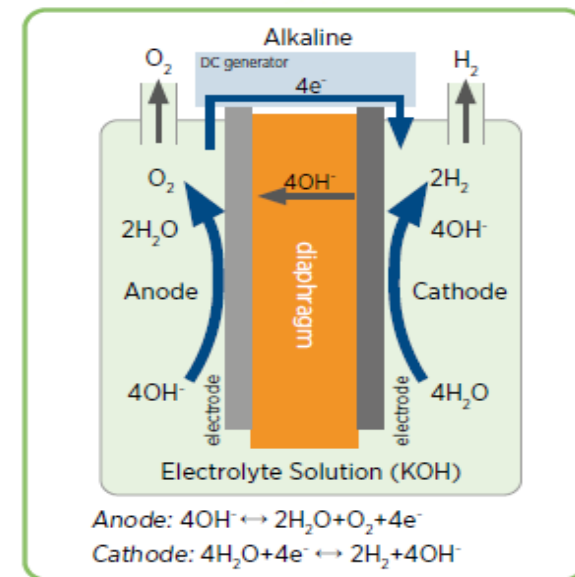 Alkaline
O₂
DC generator
H₂
4e⁻
O₂
4OH⁻
2H₂
2H₂O
4OH⁻
diaphragm
Anode
Cathode
4OH⁻
electrode
electrode
4H₂O
Electrolyte Solution (KOH)
Anode: 4OH⁻ ↔ 2H₂O+O₂+4e⁻
Cathode: 4H₂O+4e⁻ ↔ 2H₂+4OH⁻